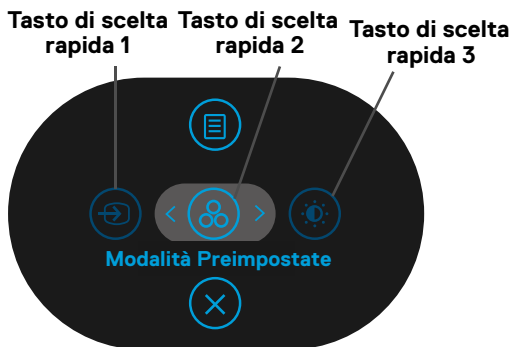 Tasto di scelta
rapida 1
Tasto di scelta
rapida 2
Tasto di scelta
rapida 3
Modalità Preimpostate